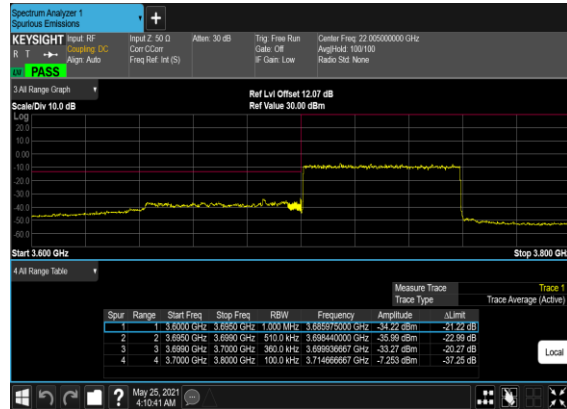 Spectrum Analyzer 1
Spurious Emissions
+
KEYSIGHT Input: RF Input Z: 50 Ω Atten: 30 dB Trig: Free Run Center Freq: 22.005000000 GHz
R T Coupling: DC Corr CCorr Gate: Off Avg|Hold: 100/100
Align: Auto Freq Ref: Int (S) IF Gain: Low Radio Std: None
PASS
3 All Range Graph
Ref Lvl Offset 12.07 dB
Scale/Div 10.0 dB Ref Value 30.00 dBm
Log
20.0
10.0
0.00
-10.0
-20.0
-30.0
-40.0
-50.0
-60.0
Start 3.600 GHz Stop 3.800 GH
4 All Range Table
Measure Trace Trace 1
Trace Type Trace Average (Active)
Spur Range Start Freq Stop Freq RBW Frequency Amplitude ΔLimit
1 1 3.6000 GHz 3.6950 GHz 1.000 MHz 3.685975000 GHz -34.22 dBm -21.22 dB
2 2 3.6950 GHz 3.6990 GHz 510.0 kHz 3.698440000 GHz -35.99 dBm -22.99 dB
3 3 3.6990 GHz 3.7000 GHz 360.0 kHz 3.699936667 GHz -33.27 dBm -20.27 dB
4 4 3.7000 GHz 3.8000 GHz 100.0 kHz 3.714666667 GHz -7.253 dBm -37.25 dB
Local
? May 25, 2021
4:10:41 AM